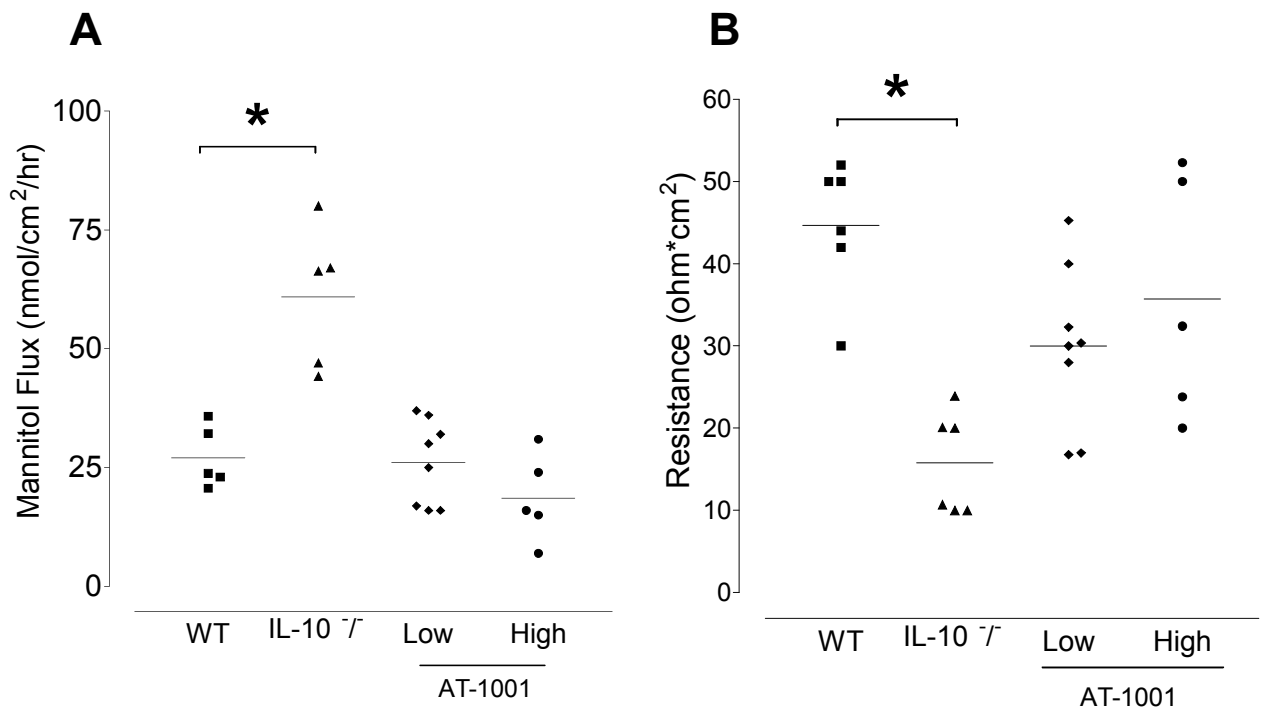 A
*
100
75
50
25
0
Mannitol Flux (nmol/cm²/hr)
WT
IL-10 ⁻/⁻
Low
High
AT-1001
B
*
60
50
40
30
20
10
0
Resistance (ohm*cm²)
WT
IL-10 ⁻/⁻
Low
High
AT-1001